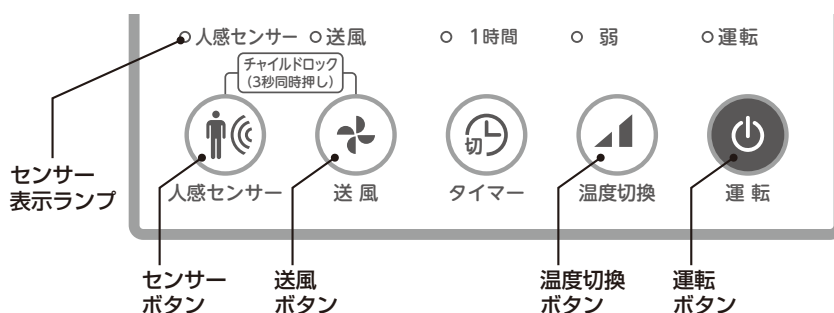 人感センサー 送風 1時間 弱 運転
チャイルドロック
（3秒同時押し）
切
人感センサー 送風 タイマー 温度切換 運転
センサー
表示ランプ
センサー
ボタン
送風
ボタン
温度切換
ボタン
運転
ボタン